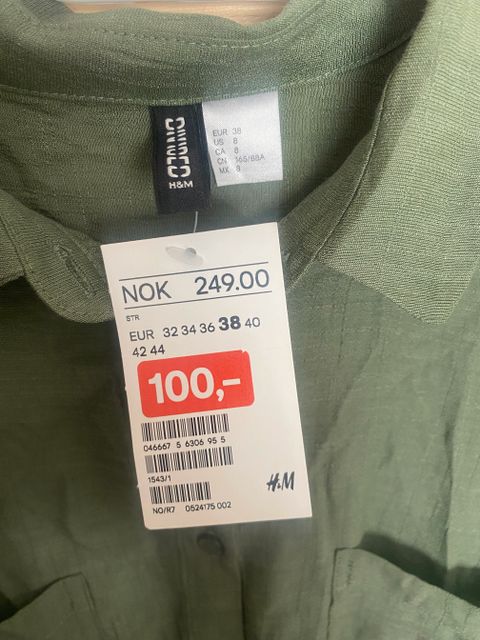 EUR 38
US 8
CA 8
CN 165/88A
MX 8
DIVIDED
H&M
NOK 249.00
STR
EUR 32 34 36 38 40
42 44
100,-
046667 5 6306 95 5
1543/1
NO/R7 0524175 002
H&M